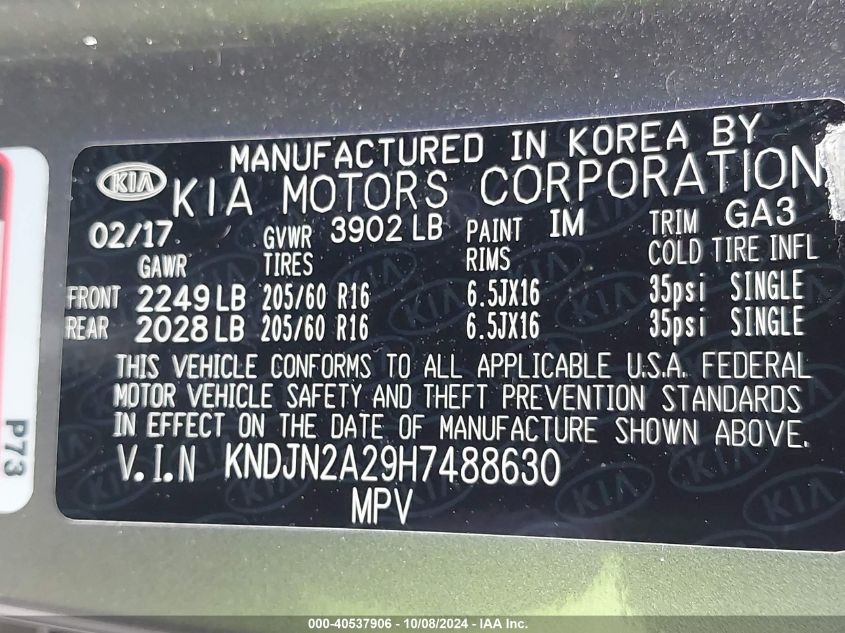 MANUFACTURED IN KOREA BY
KIA KIA MOTORS CORPORATION
02/17 GVWR 3902 LB PAINT IM TRIM GA3
GAWR TIRES RIMS COLD TIRE INFL
FRONT 2249 LB 205/60 R16 6.5JX16 35psi SINGLE
REAR 2028 LB 205/60 R16 6.5JX16 35psi SINGLE
THIS VEHICLE CONFORMS TO ALL APPLICABLE U.S.A. FEDERAL
MOTOR VEHICLE SAFETY AND THEFT PREVENTION STANDARDS
IN EFFECT ON THE DATE OF MANUFACTURE SHOWN ABOVE.
V.I.N KNDJN2A29H7488630
MPV
P73
000-40537906 - 10/08/2024 - IAA Inc.